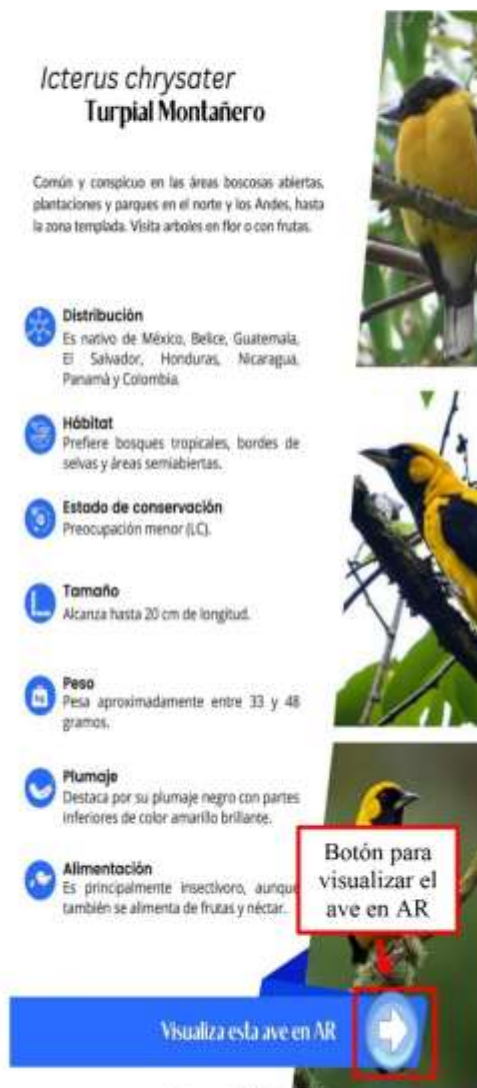 Icterus chrysater
Turpial Montañero
Común y conspicuo en las áreas boscosas abiertas,
plantaciones y parques en el norte y los Andes, hasta
la zona templada. Visita arboles en flor o con frutas.
Distribución
Es nativo de México, Belice, Guatemala,
El Salvador, Honduras, Nicaragua,
Panamá y Colombia.
Hábitat
Prefiere bosques tropicales, bordes de
selvas y áreas semiabiertas.
Estado de conservación
Preocupación menor (LC).
Tamaño
Alcanza hasta 20 cm de longitud.
Peso
Pesa aproximadamente entre 33 y 48
gramos.
Plumaje
Destaca por su plumaje negro con partes
inferiores de color amarillo brillante.
Alimentación
Es principalmente insectívoro, aunque
también se alimenta de frutas y néctar.
Botón para
visualizar el
ave en AR
Visualiza esta ave en AR